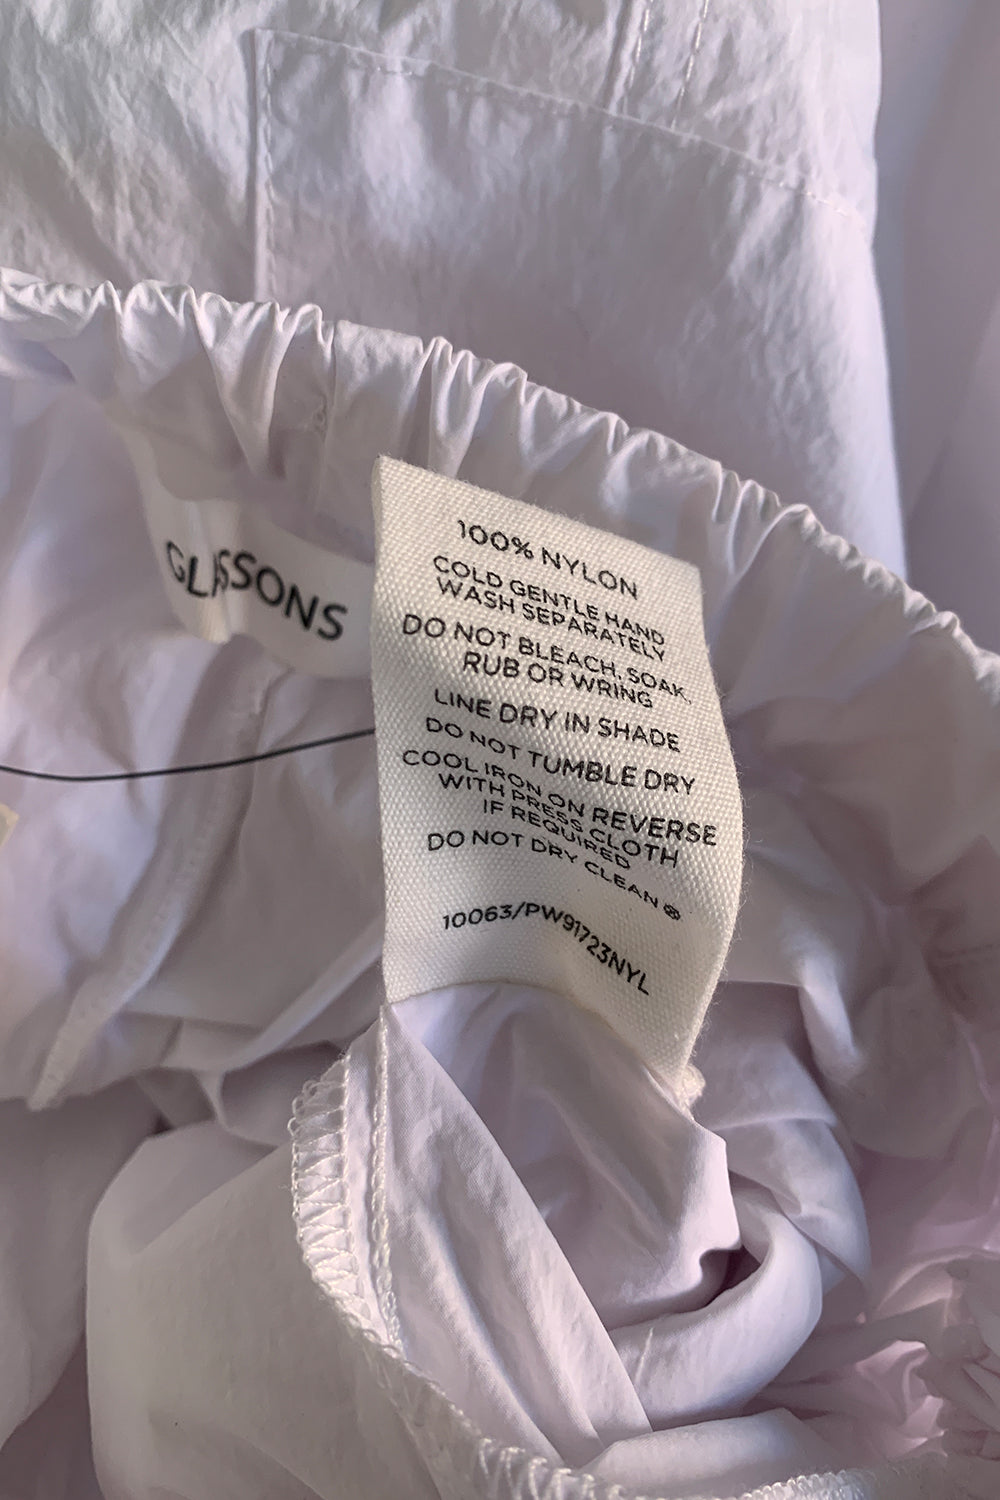 GLASSONS
100% NYLON
COLD GENTLE HAND
WASH SEPARATELY
DO NOT BLEACH, SOAK,
RUB OR WRING
LINE DRY IN SHADE
DO NOT TUMBLE DRY
COOL IRON ON REVERSE
WITH PRESS CLOTH
IF REQUIRED
DO NOT DRY CLEAN
10063/PW91723NYL